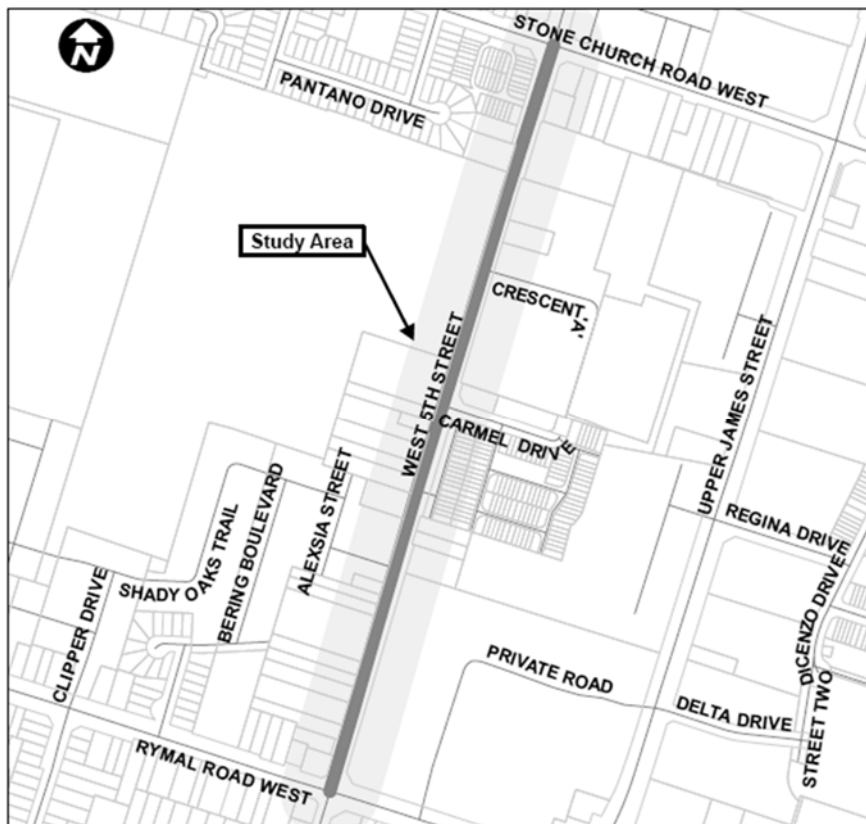 N
STONE CHURCH ROAD WEST
PANTANO DRIVE
Study Area
CRESCENT 'A'
WEST 5TH STREET
UPPER JAMES STREET
CARMEL DRIVE
ALEXSIA STREET
BERING BOULEVARD
SHADY OAKS TRAIL
CLIPPER DRIVE
REGINA DRIVE
DICENZO DRIVE
PRIVATE ROAD
DELTA DRIVE
STREET TWO
RYMAL ROAD WEST